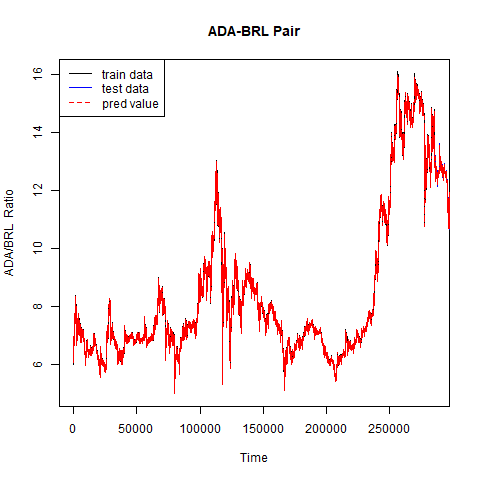 ADA-BRL Pair
train data
test data
pred value
ADA/BRL Ratio
16
14
12
10
8
6
0 50000 100000 150000 200000 250000
Time